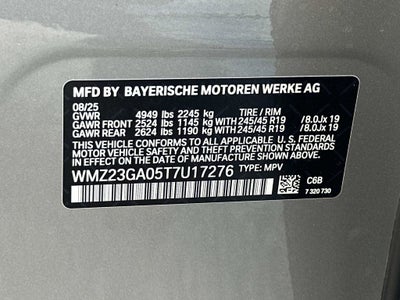 MFD BY BAYERISCHE MOTOREN WERKE AG
08/25
GVWR 4949 lbs 2245 kg TIRE / RIM
GAWR FRONT 2524 lbs 1145 kg WITH 245/45 R19 / 8.0Jx 19
GAWR REAR 2624 lbs 1190 kg WITH 245/45 R19 / 8.0Jx 19
THIS VEHICLE CONFORMS TO ALL APPLICABLE U.S. FEDERAL
MOTOR VEHICLE SAFETY, BUMPER, AND THEFT PREVENTION
STANDARDS IN EFFECT ON THE DATE OF MANUFACTURE SHOWN ABOVE.
WMZ23GA05T7U17276 TYPE: MPV
C6B
7 320 730